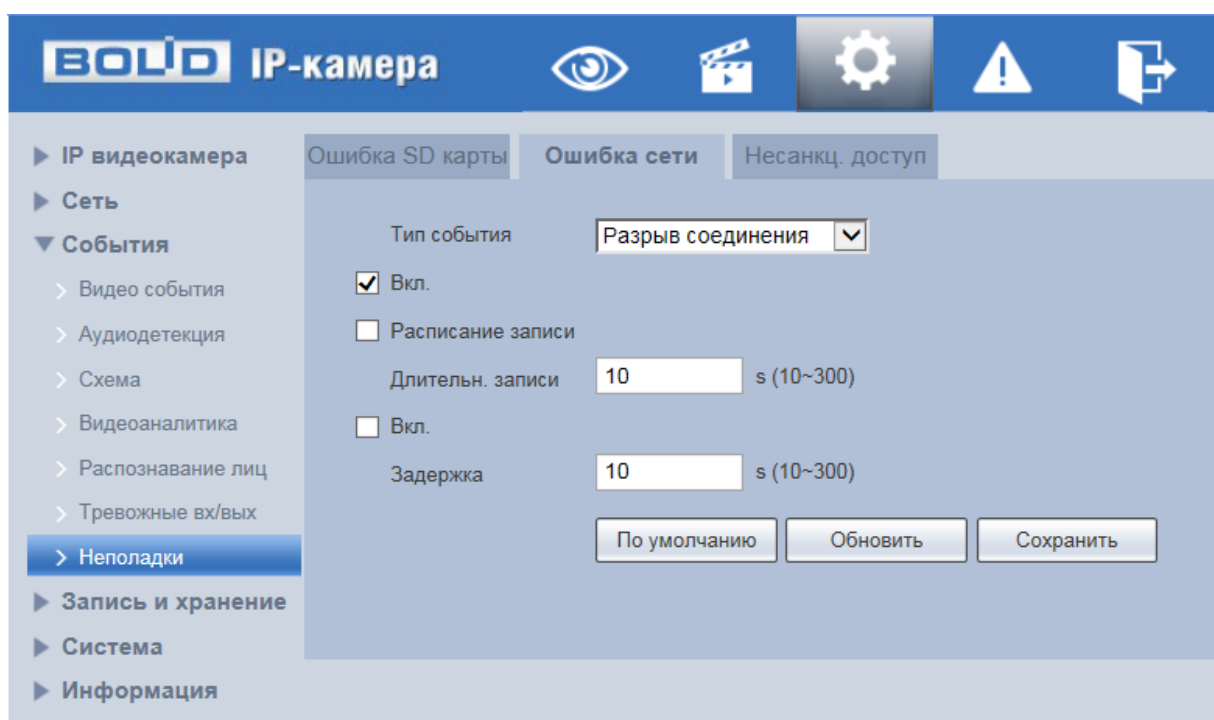 BOLID IP-камера
IP видеокамера
Сеть
События
Видео события
Аудиодетекция
Схема
Видеоаналитика
Распознавание лиц
Тревожные вх/вых
Неполадки
Запись и хранение
Система
Информация
Ошибка SD карты Ошибка сети Несанкц. доступ
Тип события Разрыв соединения
Вкл.
Расписание записи
Длительн. записи 10 s (10~300)
Вкл.
Задержка 10 s (10~300)
По умолчанию Обновить Сохранить